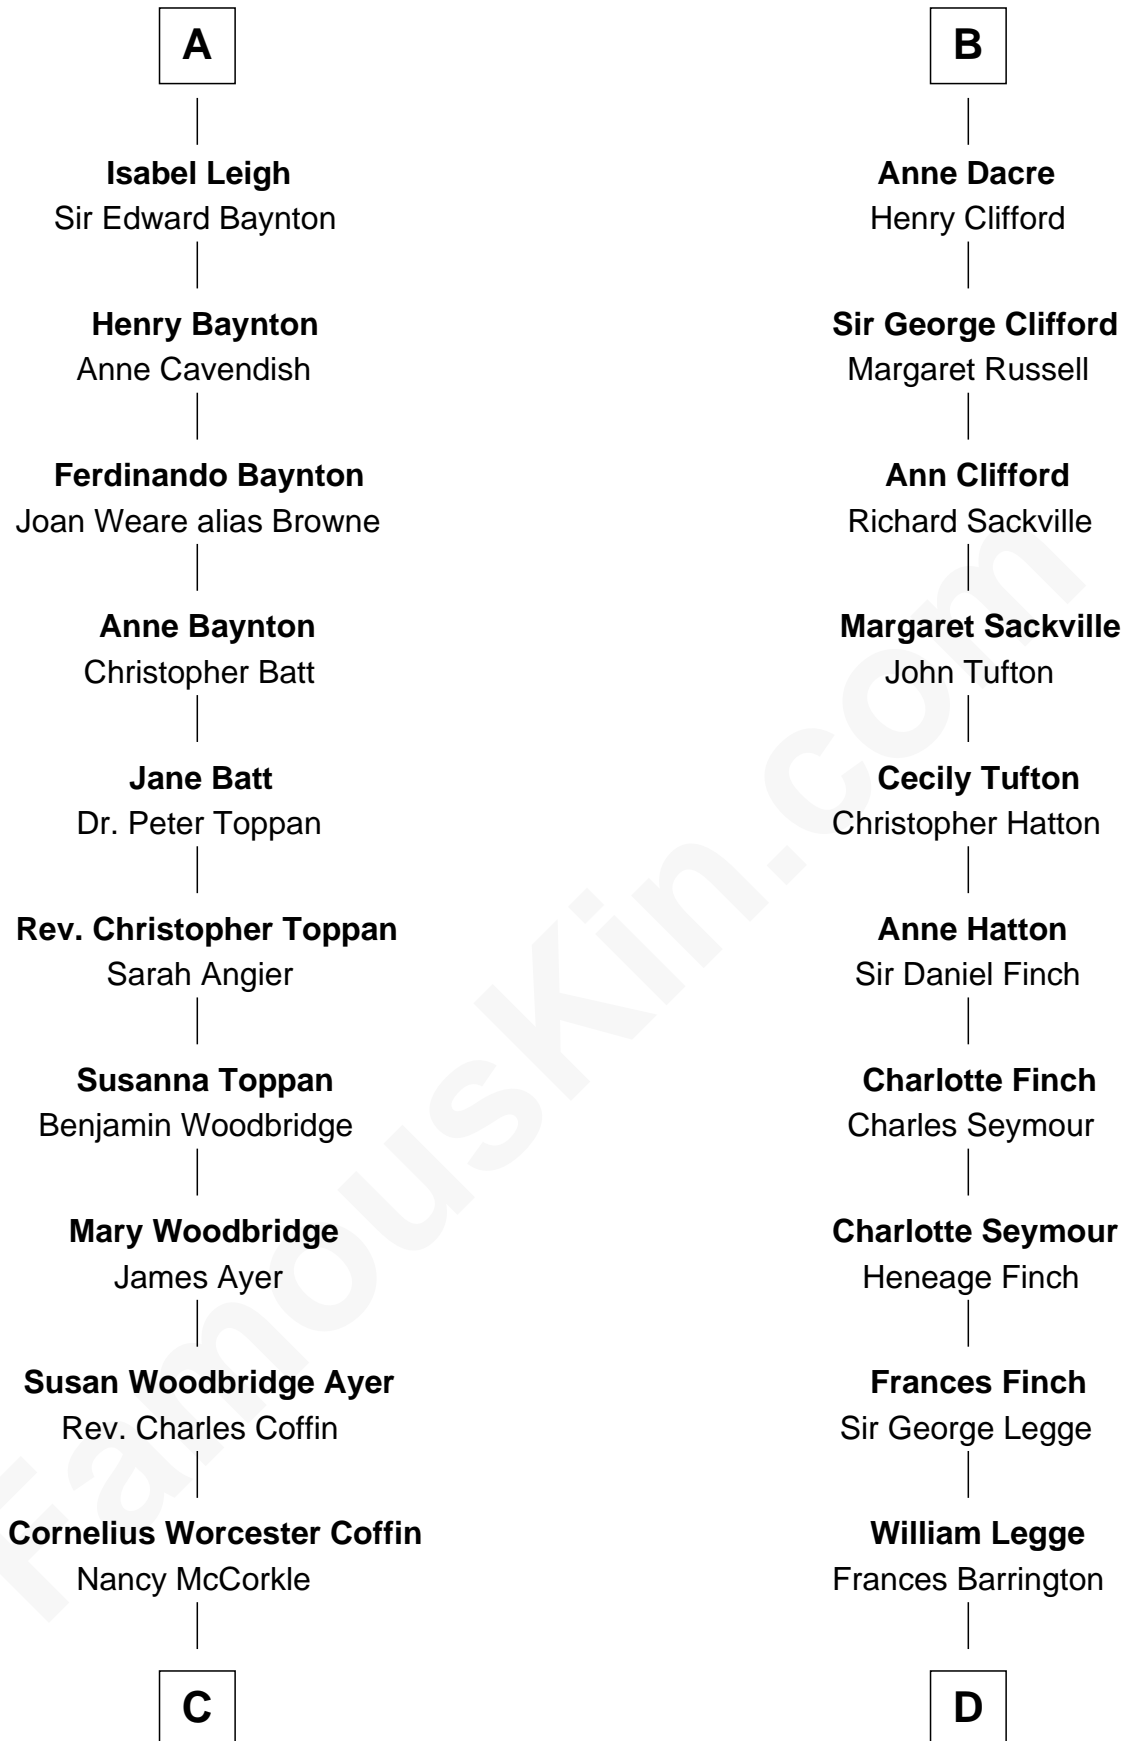 A
Isabel Leigh
Sir Edward Baynton
Henry Baynton
Anne Cavendish
Ferdinando Baynton
Joan Weare alias Browne
Anne Baynton
Christopher Batt
Jane Batt
Dr. Peter Toppan
Rev. Christopher Toppan
Sarah Angier
Susanna Toppan
Benjamin Woodbridge
Mary Woodbridge
James Ayer
Susan Woodbridge Ayer
Rev. Charles Coffin
Cornelius Worcester Coffin
Nancy McCorkle
C
B
Anne Dacre
Henry Clifford
Sir George Clifford
Margaret Russell
Ann Clifford
Richard Sackville
Margaret Sackville
John Tufton
Cecily Tufton
Christopher Hatton
Anne Hatton
Sir Daniel Finch
Charlotte Finch
Charles Seymour
Charlotte Seymour
Heneage Finch
Frances Finch
Sir George Legge
William Legge
Frances Barrington
D
FamousKin.com